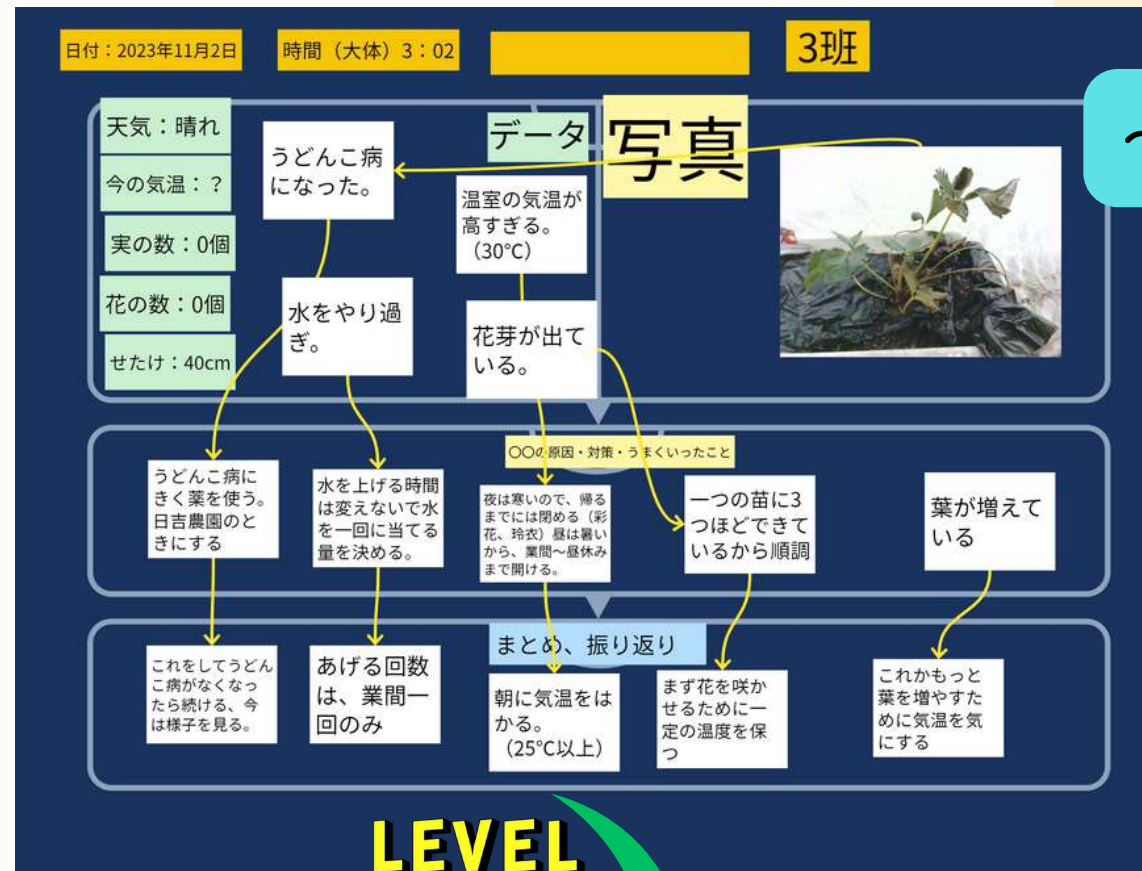 日付：2023年11月2日
時間（大体）3：02
3班
天気：晴れ
今の気温：？
実の数：0個
花の数：0個
せたけ：40cm
うどんこ病
になった。
水をやり過
ぎ。
データ
温室の気温が
高すぎる。
（30℃）
花芽が出て
いる。
写真
〇〇の原因・対策・うまくいったこと
うどんこ病に
きく薬を使う。
日吉農園のと
きにする
水を上げる時間
は変えないで水
を一回に当てる
量を決める。
夜は寒いので、帰る
までには閉める（彩
花、玲衣）昼は暑い
から、業間～昼休み
まで開ける。
一つの苗に3
つほどできて
いるから順調
葉が増えて
いる
まとめ、振り返り
これをしてうどん
こ病がなくなっ
たら続ける、今
は様子を見る。
あげる回数
は、業間一
回のみ
朝に気温をは
かる。
（25℃以上）
まず花を咲か
せるために一
定の温度を保
つ
これかもっと
葉を増やすた
めに気温を気
にする
LEVEL